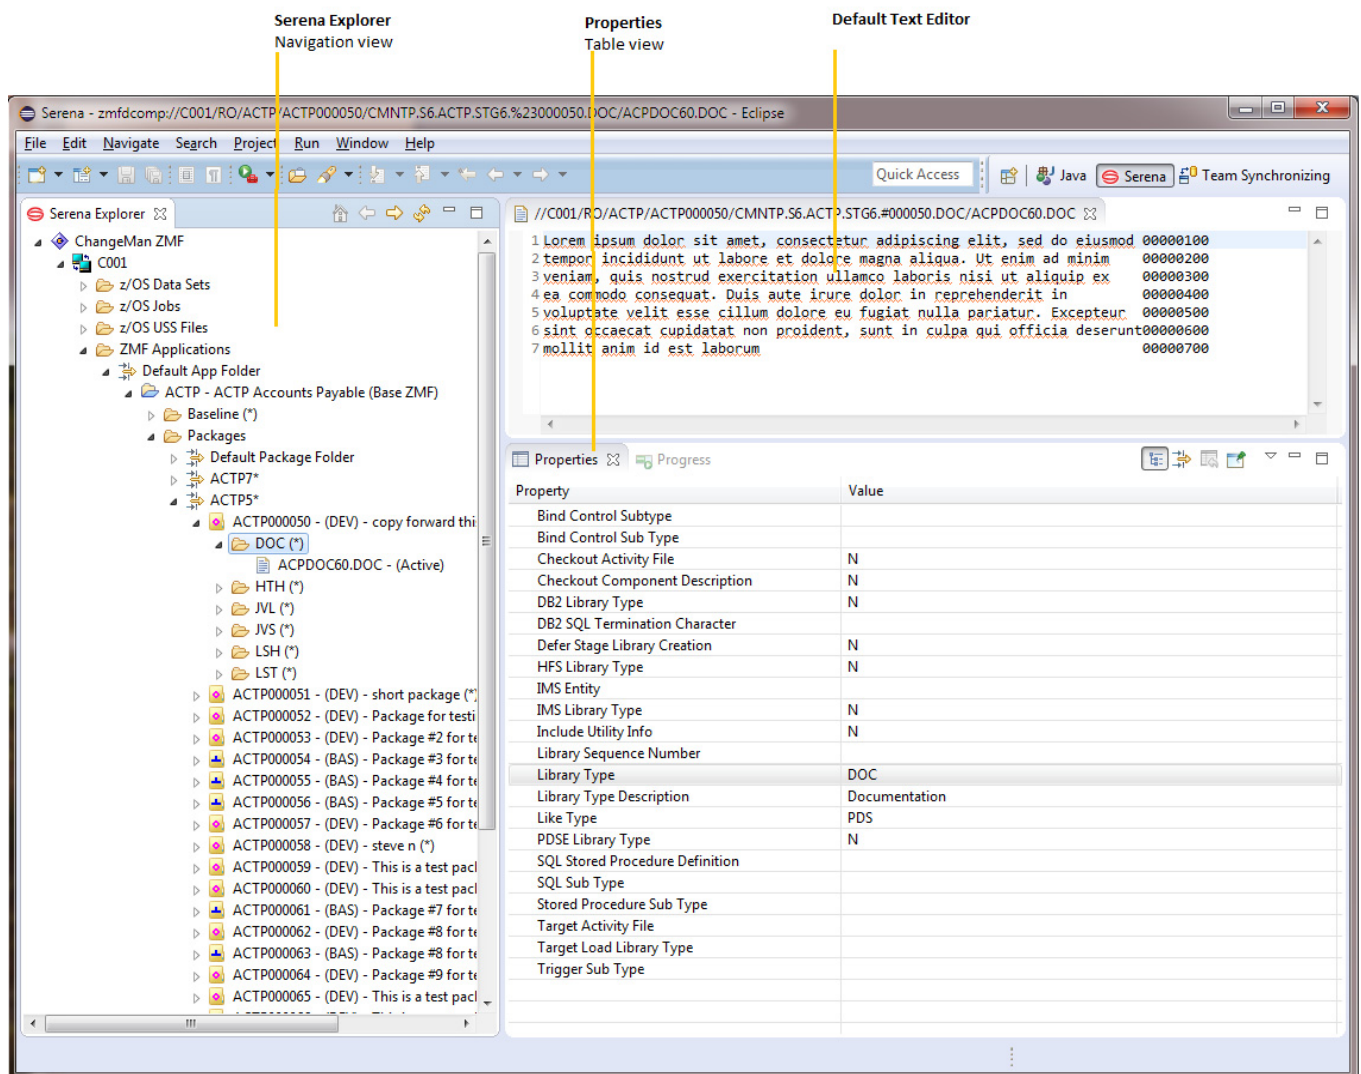 Serena Explorer
Navigation view
Properties
Table view
Default Text Editor
Serena - zmfdcomp://C001/RO/ACTP/ACTP000050/CMNTP.S6.ACTP.STG6.%23000050.DOC/ACPDOC60.DOC - Eclipse
File Edit Navigate Search Project Run Window Help
Quick Access
Java
Serena
Team Synchronizing
Serena Explorer
ChangeMan ZMF
C001
z/OS Data Sets
z/OS Jobs
z/OS USS Files
ZMF Applications
Default App Folder
ACTP - ACTP Accounts Payable (Base ZMF)
Baseline (*)
Packages
Default Package Folder
ACTP7*
ACTP5*
ACTP000050 - (DEV) - copy forward thi
DOC (*)
ACPDOC60.DOC - (Active)
HTH (*)
JVL (*)
JVS (*)
LSH (*)
LST (*)
ACTP000051 - (DEV) - short package (*)
ACTP000052 - (DEV) - Package for testi
ACTP000053 - (DEV) - Package #2 for te
ACTP000054 - (BAS) - Package #3 for te
ACTP000055 - (BAS) - Package #4 for te
ACTP000056 - (BAS) - Package #5 for te
ACTP000057 - (DEV) - Package #6 for te
ACTP000058 - (DEV) - steve n (*)
ACTP000059 - (DEV) - This is a test pacl
ACTP000060 - (DEV) - This is a test pacl
ACTP000061 - (BAS) - Package #7 for te
ACTP000062 - (DEV) - Package #8 for te
ACTP000063 - (BAS) - Package #8 for te
ACTP000064 - (DEV) - Package #9 for te
ACTP000065 - (DEV) - This is a test pacl
//C001/RO/ACTP/ACTP000050/CMNTP.S6.ACTP.STG6.#000050.DOC/ACPDOC60.DOC
1 Lorem ipsum dolor sit amet, consectetur adipiscing elit, sed do eiusmod 00000100
2 tempor incididunt ut labore et dolore magna aliqua. Ut enim ad minim 00000200
3 veniam, quis nostrud exercitation ullamco laboris nisi ut aliquip ex 00000300
4 ea commodo consequat. Duis aute irure dolor in reprehenderit in 00000400
5 voluptate velit esse cillum dolore eu fugiat nulla pariatur. Excepteur 00000500
6 sint occaecat cupidatat non proident, sunt in culpa qui officia deserunt00000600
7 mollit anim id est laborum 00000700
Properties
Progress
Property Value
Bind Control Subtype
Bind Control Sub Type
Checkout Activity File N
Checkout Component Description N
DB2 Library Type N
DB2 SQL Termination Character
Defer Stage Library Creation N
HFS Library Type N
IMS Entity
IMS Library Type N
Include Utility Info N
Library Sequence Number
Library Type DOC
Library Type Description Documentation
Like Type PDS
PDSE Library Type N
SQL Stored Procedure Definition
SQL Sub Type
Stored Procedure Sub Type
Target Activity File
Target Load Library Type
Trigger Sub Type